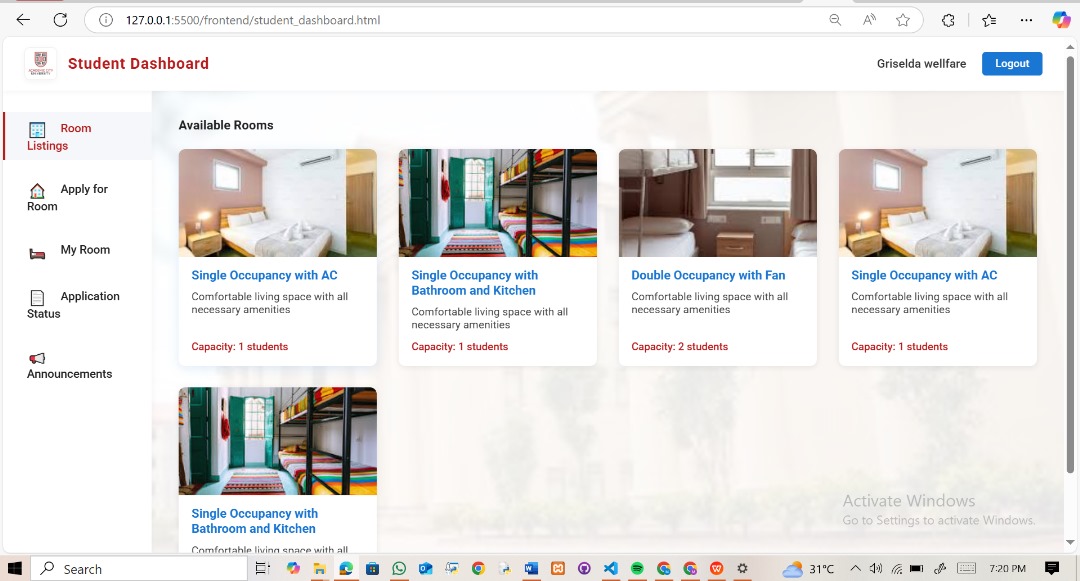 127.0.0.1:5500/frontend/student_dashboard.html
Student Dashboard
Griselda wellfare
Logout
Room
Listings
Apply for
Room
My Room
Application
Status
Announcements
Available Rooms
Single Occupancy with AC
Comfortable living space with all
necessary amenities
Capacity: 1 students
Single Occupancy with
Bathroom and Kitchen
Comfortable living space with all
necessary amenities
Capacity: 1 students
Double Occupancy with Fan
Comfortable living space with all
necessary amenities
Capacity: 2 students
Single Occupancy with AC
Comfortable living space with all
necessary amenities
Capacity: 1 students
Single Occupancy with
Bathroom and Kitchen
Comfortable living space with all
Activate Windows
Go to Settings to activate Windows.
Search
31°C
7:20 PM